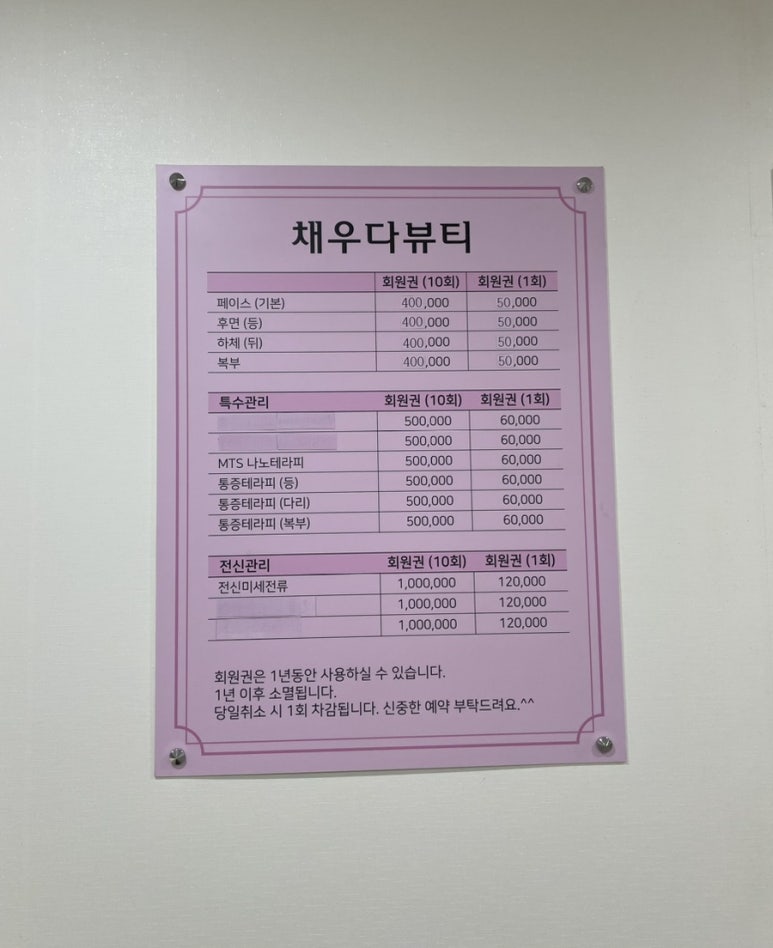 채우다뷰티
회원권 (10회) 회원권 (1회)
페이스 (기본) 400,000 50,000
후면 (등) 400,000 50,000
하체 (뒤) 400,000 50,000
복부 400,000 50,000
특수관리 회원권 (10회) 회원권 (1회)
500,000 60,000
500,000 60,000
MTS 나노테라피 500,000 60,000
통증테라피 (등) 500,000 60,000
통증테라피 (다리) 500,000 60,000
통증테라피 (복부) 500,000 60,000
전신관리 회원권 (10회) 회원권 (1회)
전신미세전류 1,000,000 120,000
1,000,000 120,000
1,000,000 120,000
회원권은 1년동안 사용하실 수 있습니다.
1년 이후 소멸됩니다.
당일취소 시 1회 차감됩니다. 신중한 예약 부탁드려요.^^